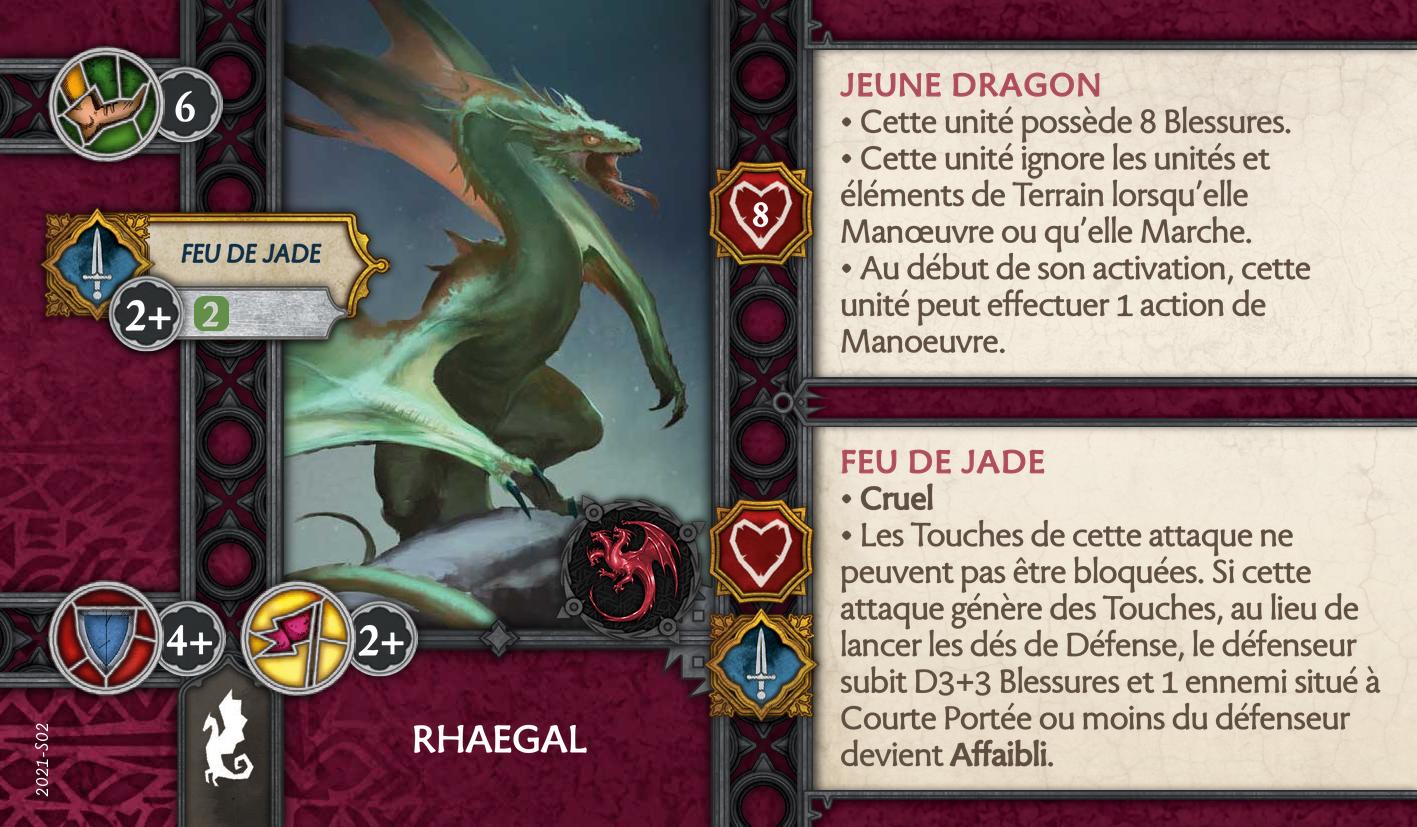 6
FEU DE JADE
2+
2
4+
2+
RHAEGAL
2021-S02
8
JEUNE DRAGON
• Cette unité possède 8 Blessures.
• Cette unité ignore les unités et
éléments de Terrain lorsqu'elle
Manœuvre ou qu'elle Marche.
• Au début de son activation, cette
unité peut effectuer 1 action de
Manoeuvre.
FEU DE JADE
• Cruel
• Les Touches de cette attaque ne
peuvent pas être bloquées. Si cette
attaque génère des Touches, au lieu de
lancer les dés de Défense, le défenseur
subit D3+3 Blessures et 1 ennemi situé à
Courte Portée ou moins du défenseur
devient Affaibli.